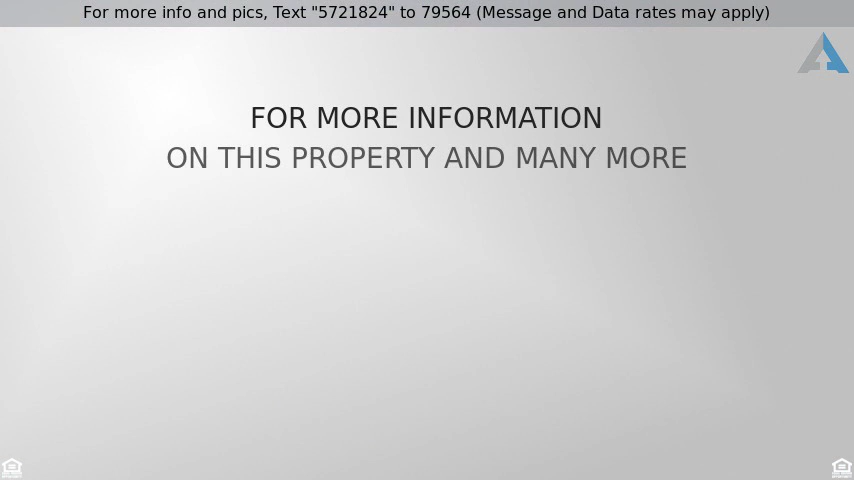 For more info and pics, Text "5721824" to 79564 (Message and Data rates may apply)
FOR MORE INFORMATION
ON THIS PROPERTY AND MANY MORE